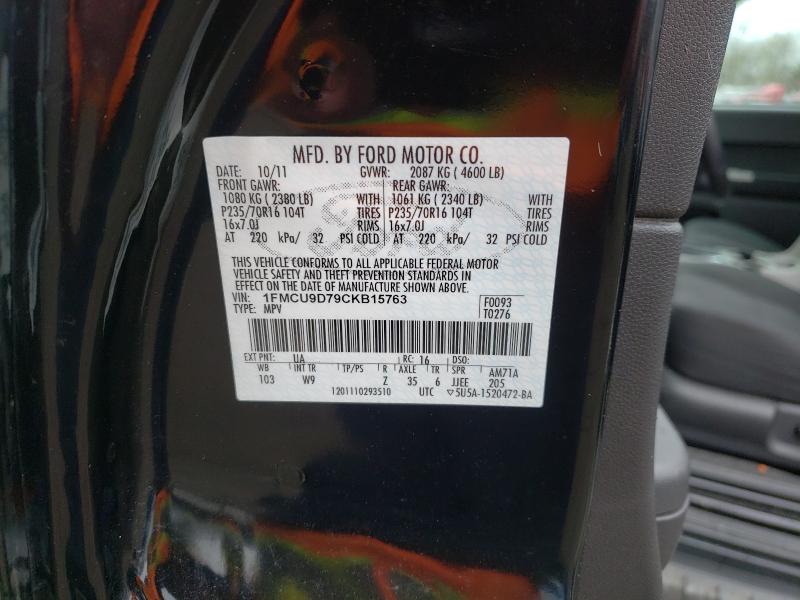 MFD. BY FORD MOTOR CO.
DATE: 10/11 GVWR: 2087 KG ( 4600 LB)
FRONT GAWR: REAR GAWR:
1080 KG ( 2380 LB) WITH 1061 KG ( 2340 LB) WITH
P235/70R16 104T TIRES P235/70R16 104T TIRES
16x7.0J RIMS 16x7.0J RIMS
AT 220 kPa/ 32 PSI COLD AT 220 kPa/ 32 PSI COLD
THIS VEHICLE CONFORMS TO ALL APPLICABLE FEDERAL MOTOR
VEHICLE SAFETY AND THEFT PREVENTION STANDARDS IN
EFFECT ON THE DATE OF MANUFACTURE SHOWN ABOVE.
VIN: 1FMCU9D79CKB15763 F0093
TYPE: MPV T0276
EXT PNT: UA RC: 16 DSO:
WB INT TR TP/PS R AXLE TR SPR AM71A
103 W9 Z 35 6 JJEE 205
1201110293510 UTC ▽5U5A-1520472-BA